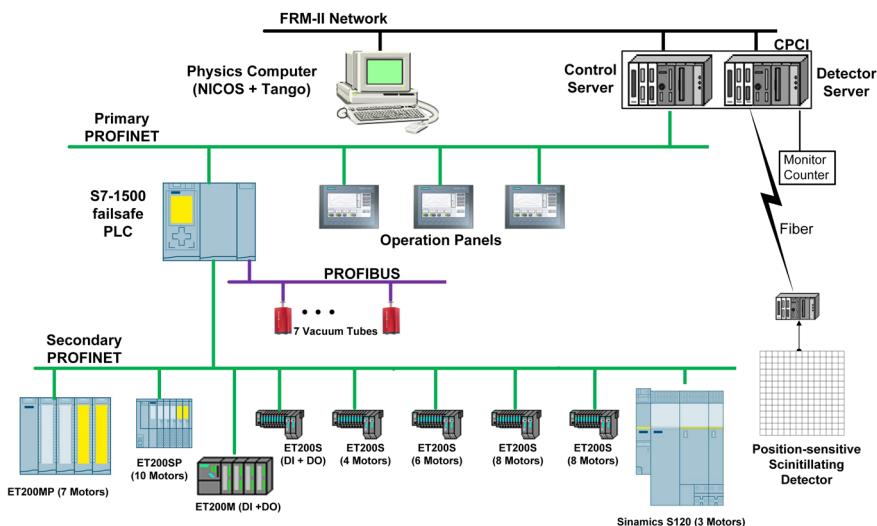 FRM-II Network
CPCI
Physics Computer
(NICOS + Tango)
Control
Server
Detector
Server
Primary
PROFINET
Monitor
Counter
S7-1500
failsafe
PLC
Operation Panels
Fiber
PROFIBUS
7 Vacuum Tubes
Secondary
PROFINET
ET200MP (7 Motors)
ET200SP
(10 Motors)
ET200M (DI +DO)
ET200S
(DI + DO)
ET200S
(4 Motors)
ET200S
(6 Motors)
ET200S
(8 Motors)
ET200S
(8 Motors)
Sinamics S120 (3 Motors)
Position-sensitive
Scinitillating
Detector